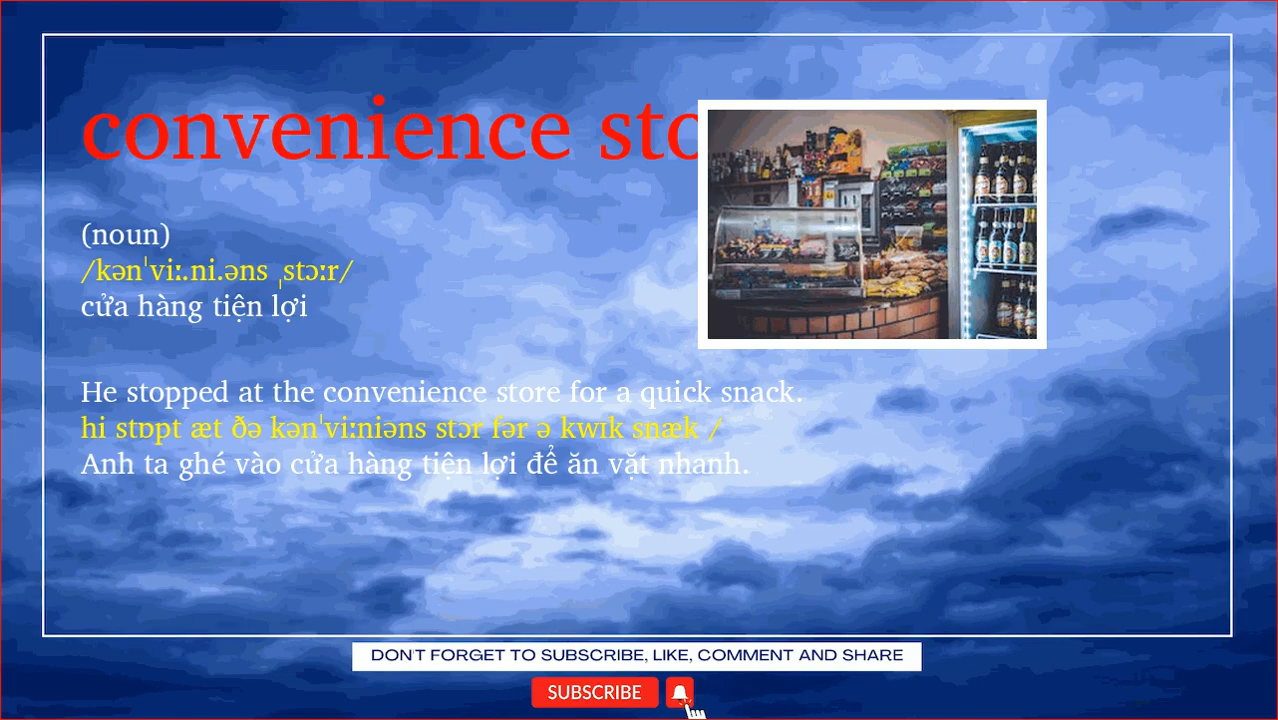 convenience sto
(noun)
/kənˈviː.ni.əns ˌstɔːr/
cửa hàng tiện lợi
He stopped at the convenience store for a quick snack.
hi stɒpt æt ðə kənˈviːniəns stɔr fər ə kwɪk snæk /
Anh ta ghé vào cửa hàng tiện lợi để ăn vặt nhanh.
DON'T FORGET TO SUBSCRIBE, LIKE, COMMENT AND SHARE
SUBSCRIBE